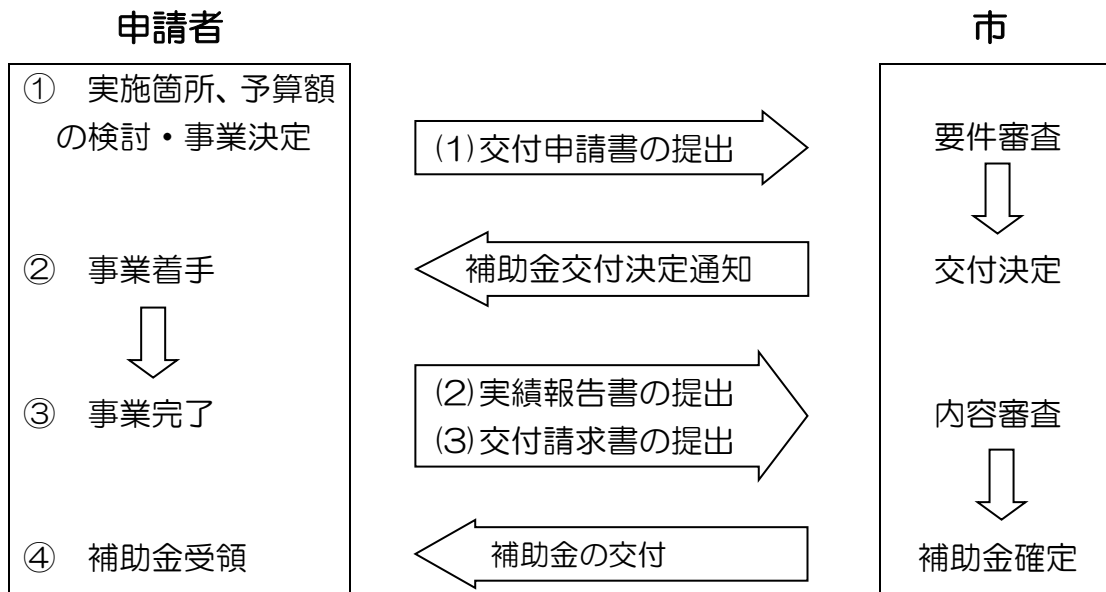 申請者
市
① 実施箇所、予算額
の検討・事業決定
(1)交付申請書の提出
要件審査
② 事業着手
補助金交付決定通知
交付決定
③ 事業完了
(2)実績報告書の提出
(3)交付請求書の提出
内容審査
④ 補助金受領
補助金の交付
補助金確定